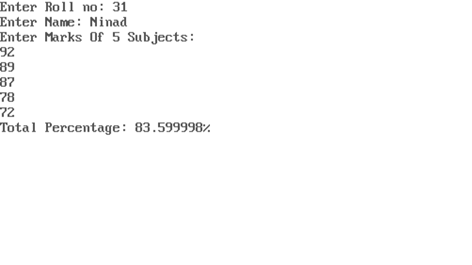 Enter Roll no: 31
Enter Name: Ninad
Enter Marks Of 5 Subjects:
92
89
87
78
72
Total Percentage: 83.599998%